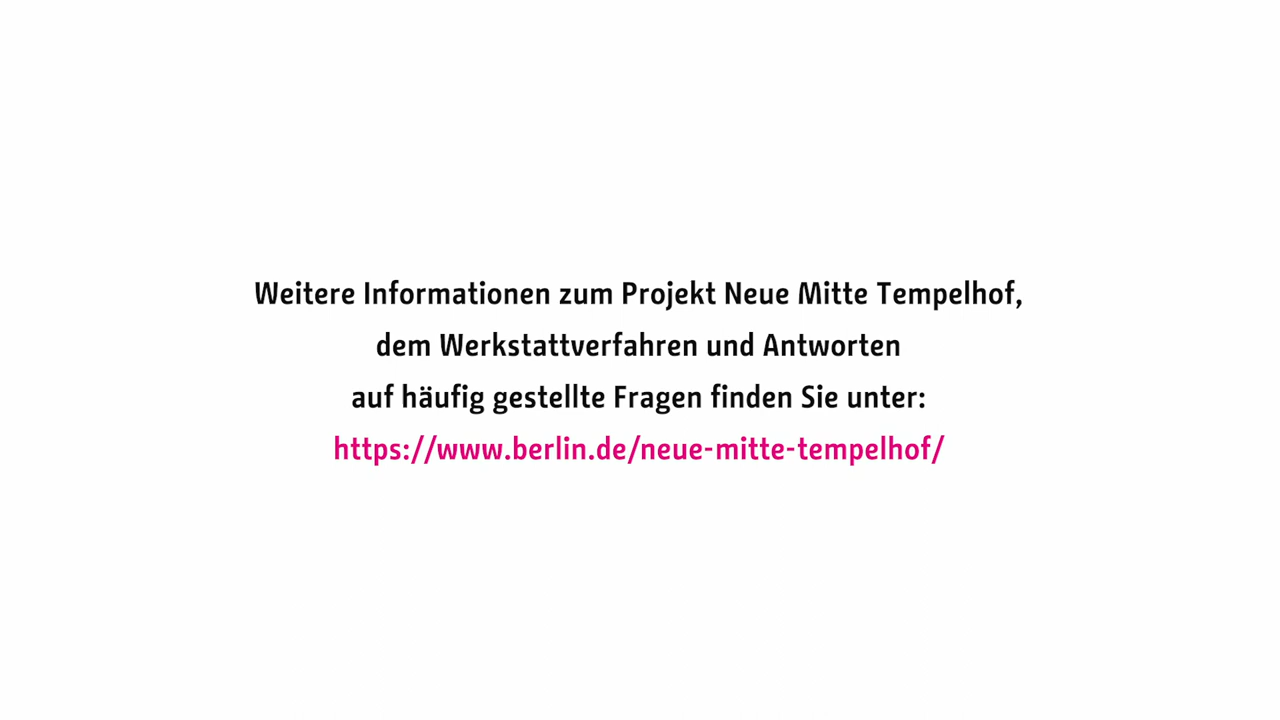 Weitere Informationen zum Projekt Neue Mitte Tempelhof,
dem Werkstattverfahren und Antworten
auf häufig gestellte Fragen finden Sie unter:
https://www.berlin.de/neue-mitte-tempelhof/